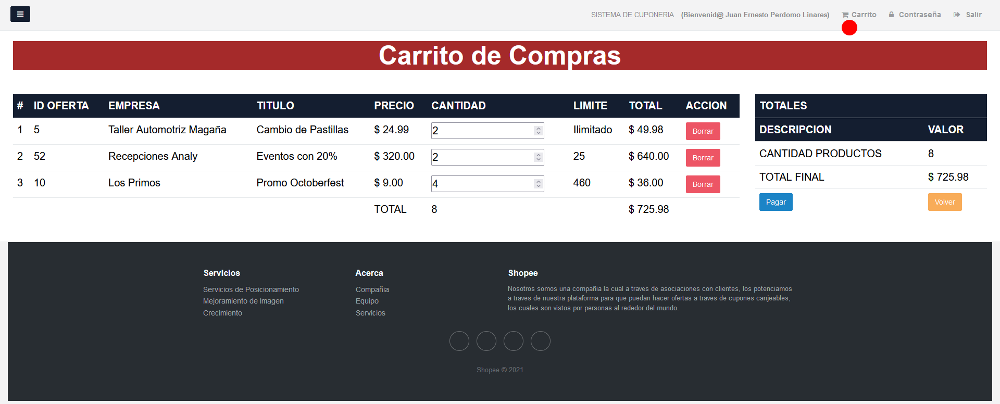 SISTEMA DE CUPONERIA (Bienvenid@ Juan Ernesto Perdomo Linares) Carrito Contraseña Salir
Carrito de Compras
# ID OFERTA EMPRESA TITULO PRECIO CANTIDAD LIMITE TOTAL ACCION
1 5 Taller Automotriz Magaña Cambio de Pastillas $ 24.99 2 Ilimitado $ 49.98 Borrar
2 52 Recepciones Analy Eventos con 20% $ 320.00 2 25 $ 640.00 Borrar
3 10 Los Primos Promo Octoberfest $ 9.00 4 460 $ 36.00 Borrar
TOTAL 8 $ 725.98
TOTALES
DESCRIPCION VALOR
CANTIDAD PRODUCTOS 8
TOTAL FINAL $ 725.98
Pagar Volver
Servicios
Servicios de Posicionamiento
Mejoramiento de Imagen
Crecimiento
Acerca
Compañia
Equipo
Servicios
Shopee
Nosotros somos una compañia la cual a traves de asociaciones con clientes, los potenciamos
a traves de nuestra plataforma para que puedan hacer ofertas a traves de cupones canjeables,
los cuales son vistos por personas al rededor del mundo.
Shopee © 2021